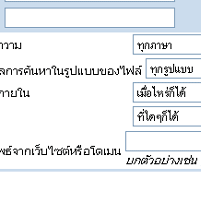 วาม ทุกภาษา
ลการค้นหาในรูปแบบของไฟล์ ทุกรูปแบบ
ภายใน เมื่อไหร่ก็ได้
ที่ใดๆก็ได้
พธ์จากเว็บไซต์หรือโดเมน
ยกตัวอย่างเช่น